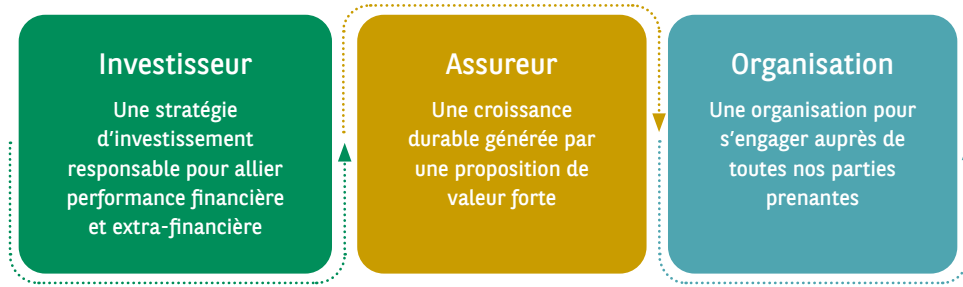 Investisseur
Une stratégie
d’investissement
responsable pour allier
performance financière
et extra-financière
Assureur
Une croissance
durable générée par
une proposition de
valeur forte
Organisation
Une organisation pour
s’engager auprès de
toutes nos parties
prenantes